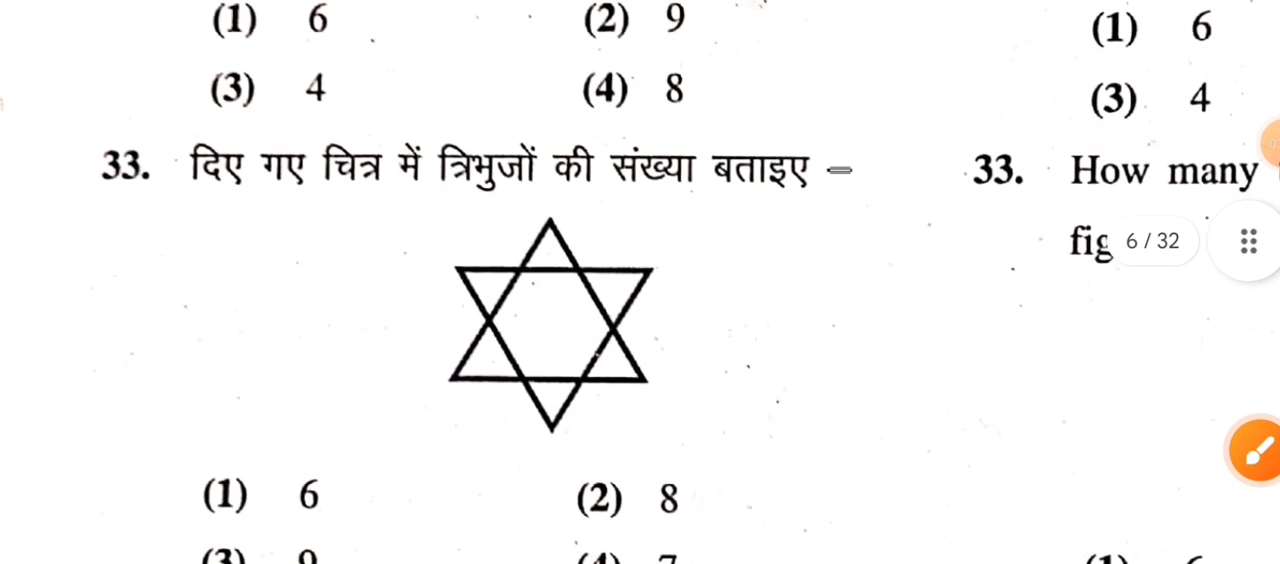 (1) 6 (2) 9
(3) 4 (4) 8
33. दिए गए चित्र में त्रिभुजों की संख्या बताइए –
(1) 6 (2) 8
(1) 6
(3) 4
33. How many
fig
6 / 32